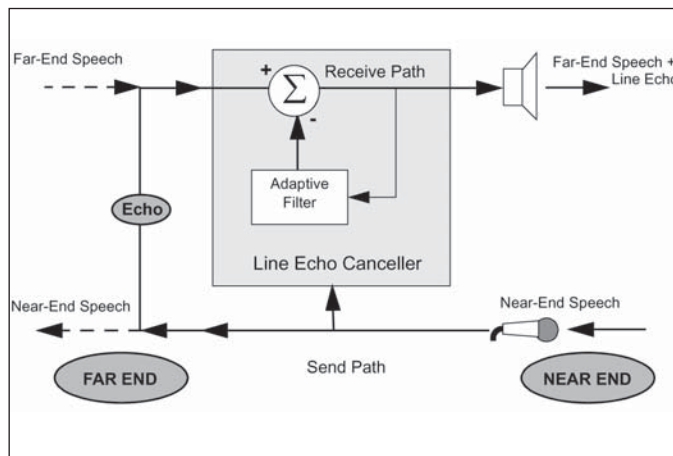 Far-End Speech
+
Receive Path
Far-End Speech +
Line Echo
Σ
-
Adaptive
Filter
Echo
Line Echo Canceller
Near-End Speech
Near-End Speech
Send Path
FAR END
NEAR END